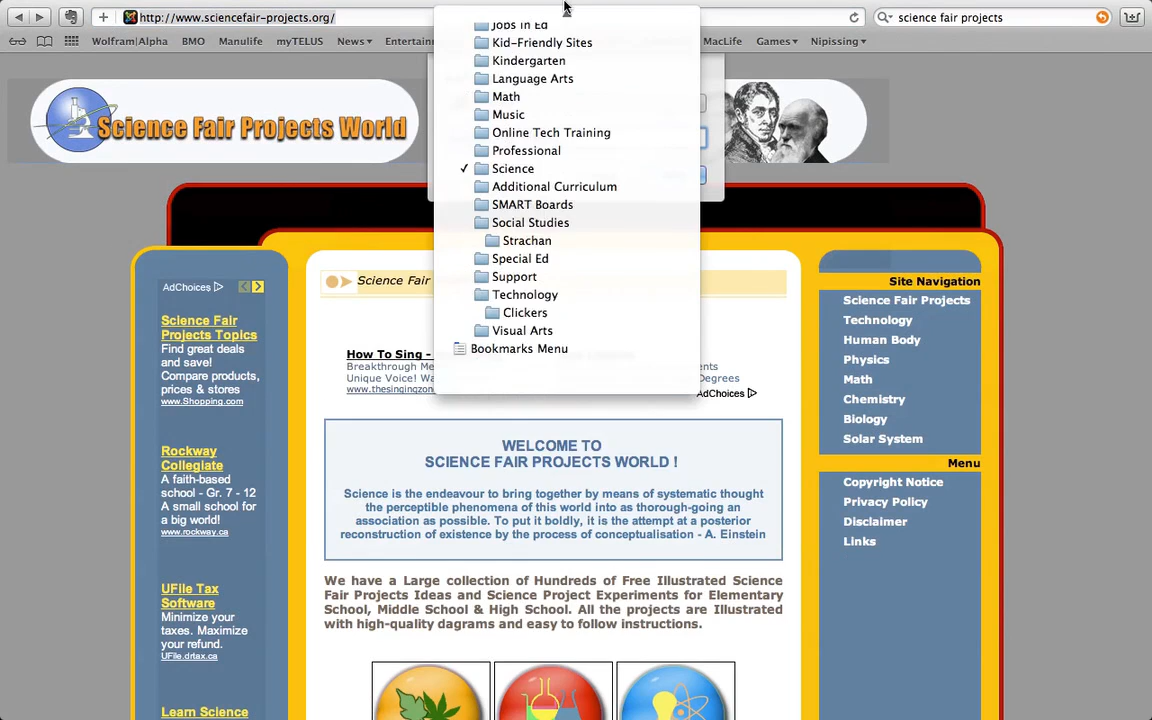 http://www.sciencefair-projects.org/
science fair projects
Wolfram|Alpha
BMO
Manulife
myTELUS
News
Entertain
MacLife
Games
Nipissing
Jobs in Ed
Kid-Friendly Sites
Kindergarten
Language Arts
Math
Music
Online Tech Training
Professional
✓ Science
Additional Curriculum
SMART Boards
Social Studies
Strachan
Special Ed
Support
Technology
Clickers
Visual Arts
Bookmarks Menu
Science Fair Projects World
AdChoices
Science Fair
Projects Topics
Find great deals
and save!
Compare products,
prices & stores
www.Shopping.com
Rockway
Collegiate
A faith-based
school - Gr. 7 - 12
A small school for
a big world!
www.rockway.ca
UFile Tax
Software
Minimize your
taxes. Maximize
your refund.
UFile.drtax.ca
Learn Science
Science Fair
How To Sing -
Breakthrough Me
ents
Unique Voice! Wa
Degrees
www.thesingingzon
AdChoices
WELCOME TO
SCIENCE FAIR PROJECTS WORLD !
Science is the endeavour to bring together by means of systematic thought
the perceptible phenomena of this world into as thorough-going an
association as possible. To put it boldly, it is the attempt at a posterior
reconstruction of existence by the process of conceptualisation - A. Einstein
We have a Large collection of Hundreds of Free Illustrated Science
Fair Projects Ideas and Science Project Experiments for Elementary
School, Middle School & High School. All the projects are Illustrated
with high-quality dagrams and easy to follow instructions.
Site Navigation
Science Fair Projects
Technology
Human Body
Physics
Math
Chemistry
Biology
Solar System
Menu
Copyright Notice
Privacy Policy
Disclaimer
Links